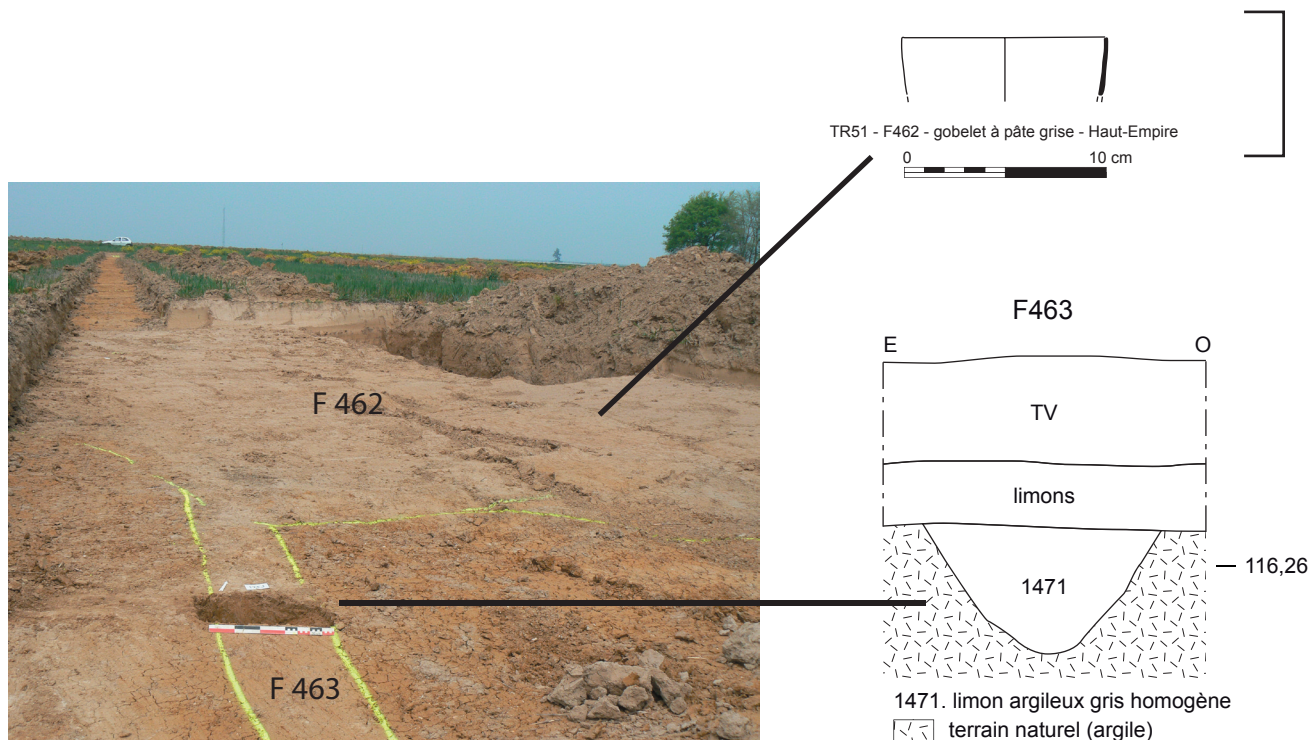 TR51 - F462 - gobelet à pâte grise - Haut-Empire
0 10 cm
F 462
F 463
F463
E O
TV
limons
1471
116,26
1471. limon argileux gris homogène
terrain naturel (argile)